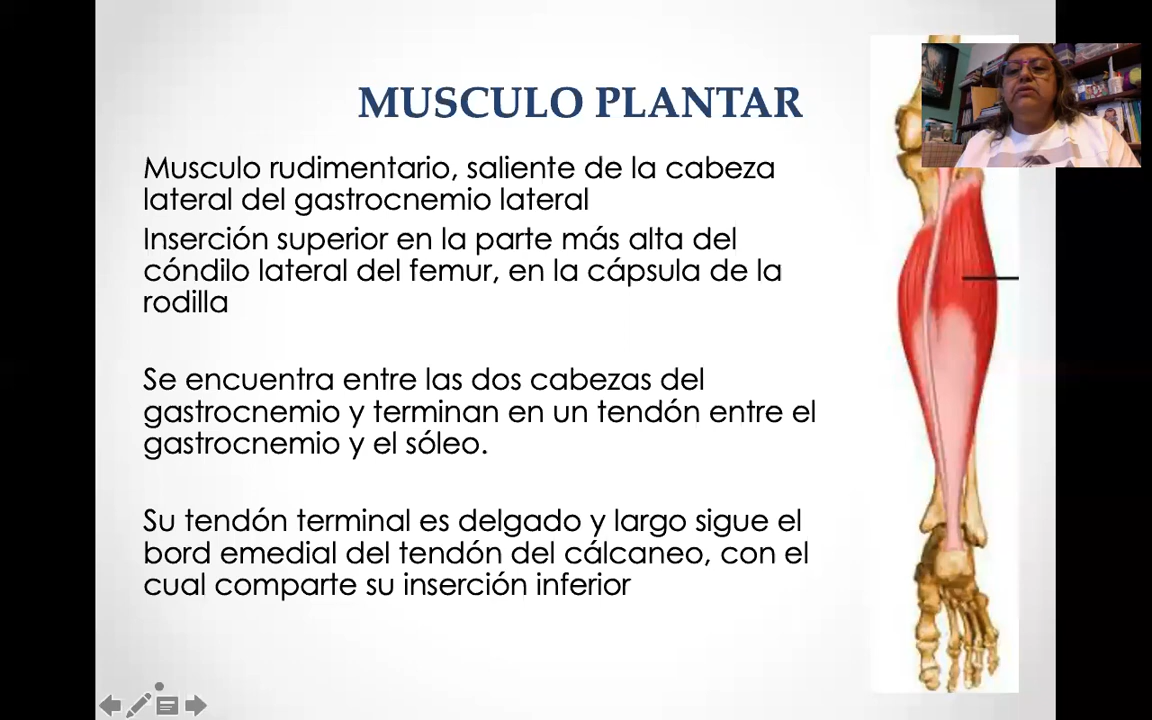 MUSCULO PLANTAR
Musculo rudimentario, saliente de la cabeza
lateral del gastrocnemio lateral
Inserción superior en la parte más alta del
cóndilo lateral del femur, en la cápsula de la
rodilla
Se encuentra entre las dos cabezas del
gastrocnemio y terminan en un tendón entre el
gastrocnemio y el sóleo.
Su tendón terminal es delgado y largo sigue el
bord emedial del tendón del cálcaneo, con el
cual comparte su inserción inferior